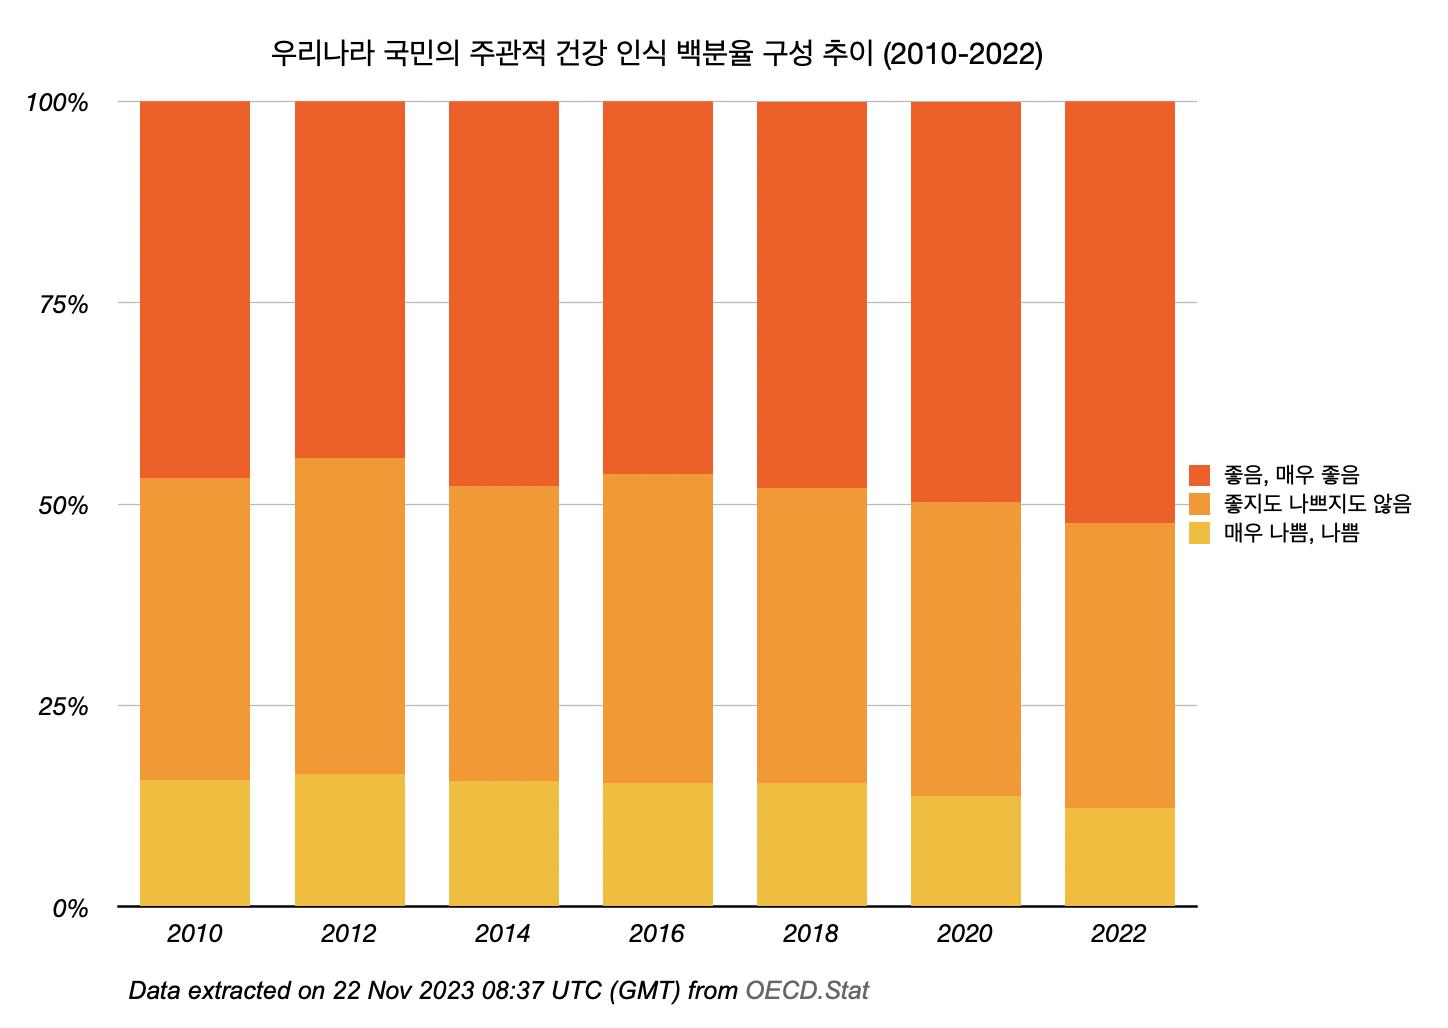 우리나라 국민의 주관적 건강 인식 백분율 구성 추이 (2010-2022)
100%
75%
50%
25%
0%
좋음, 매우 좋음
좋지도 나쁘지도 않음
매우 나쁨, 나쁨
2010 2012 2014 2016 2018 2020 2022
Data extracted on 22 Nov 2023 08:37 UTC (GMT) from OECD.Stat